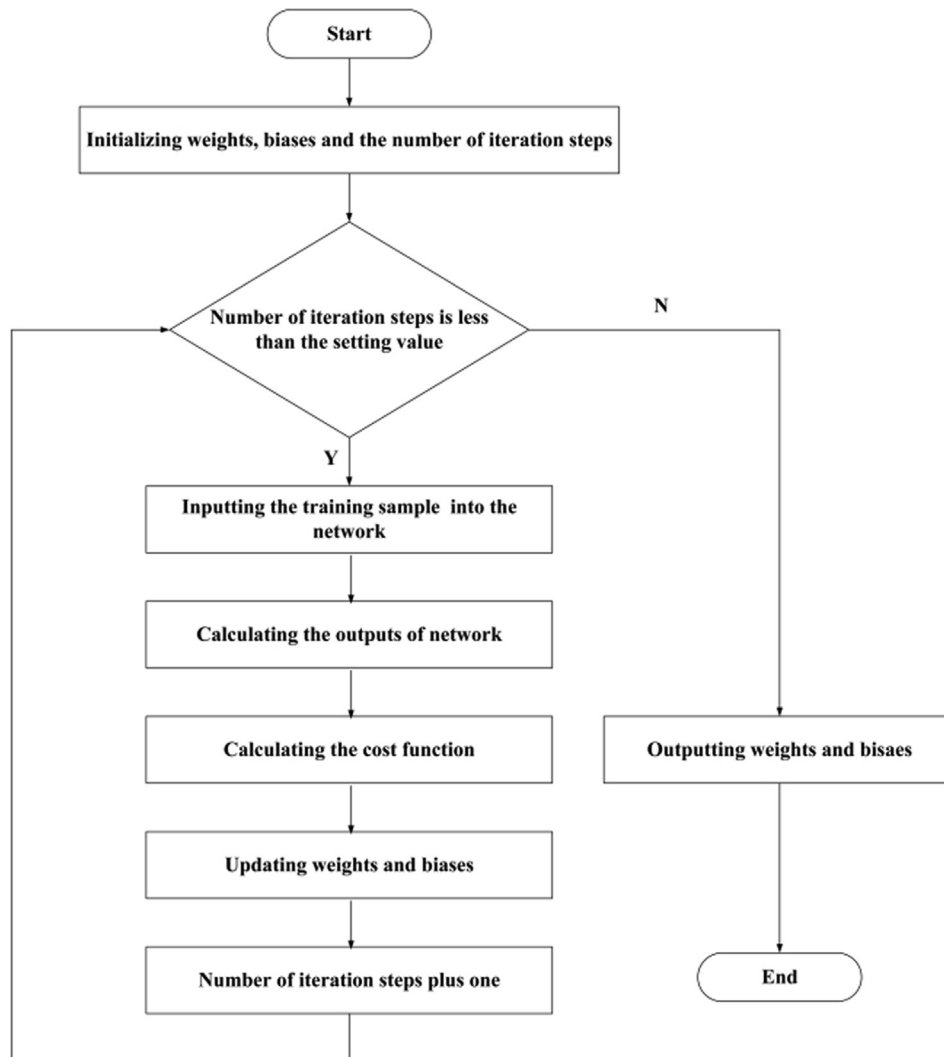 Start
Initializing weights, biases and the number of iteration steps
Number of iteration steps is less
than the setting value
N
Y
Inputting the training sample into the
network
Calculating the outputs of network
Calculating the cost function
Outputting weights and bisaes
Updating weights and biases
Number of iteration steps plus one
End